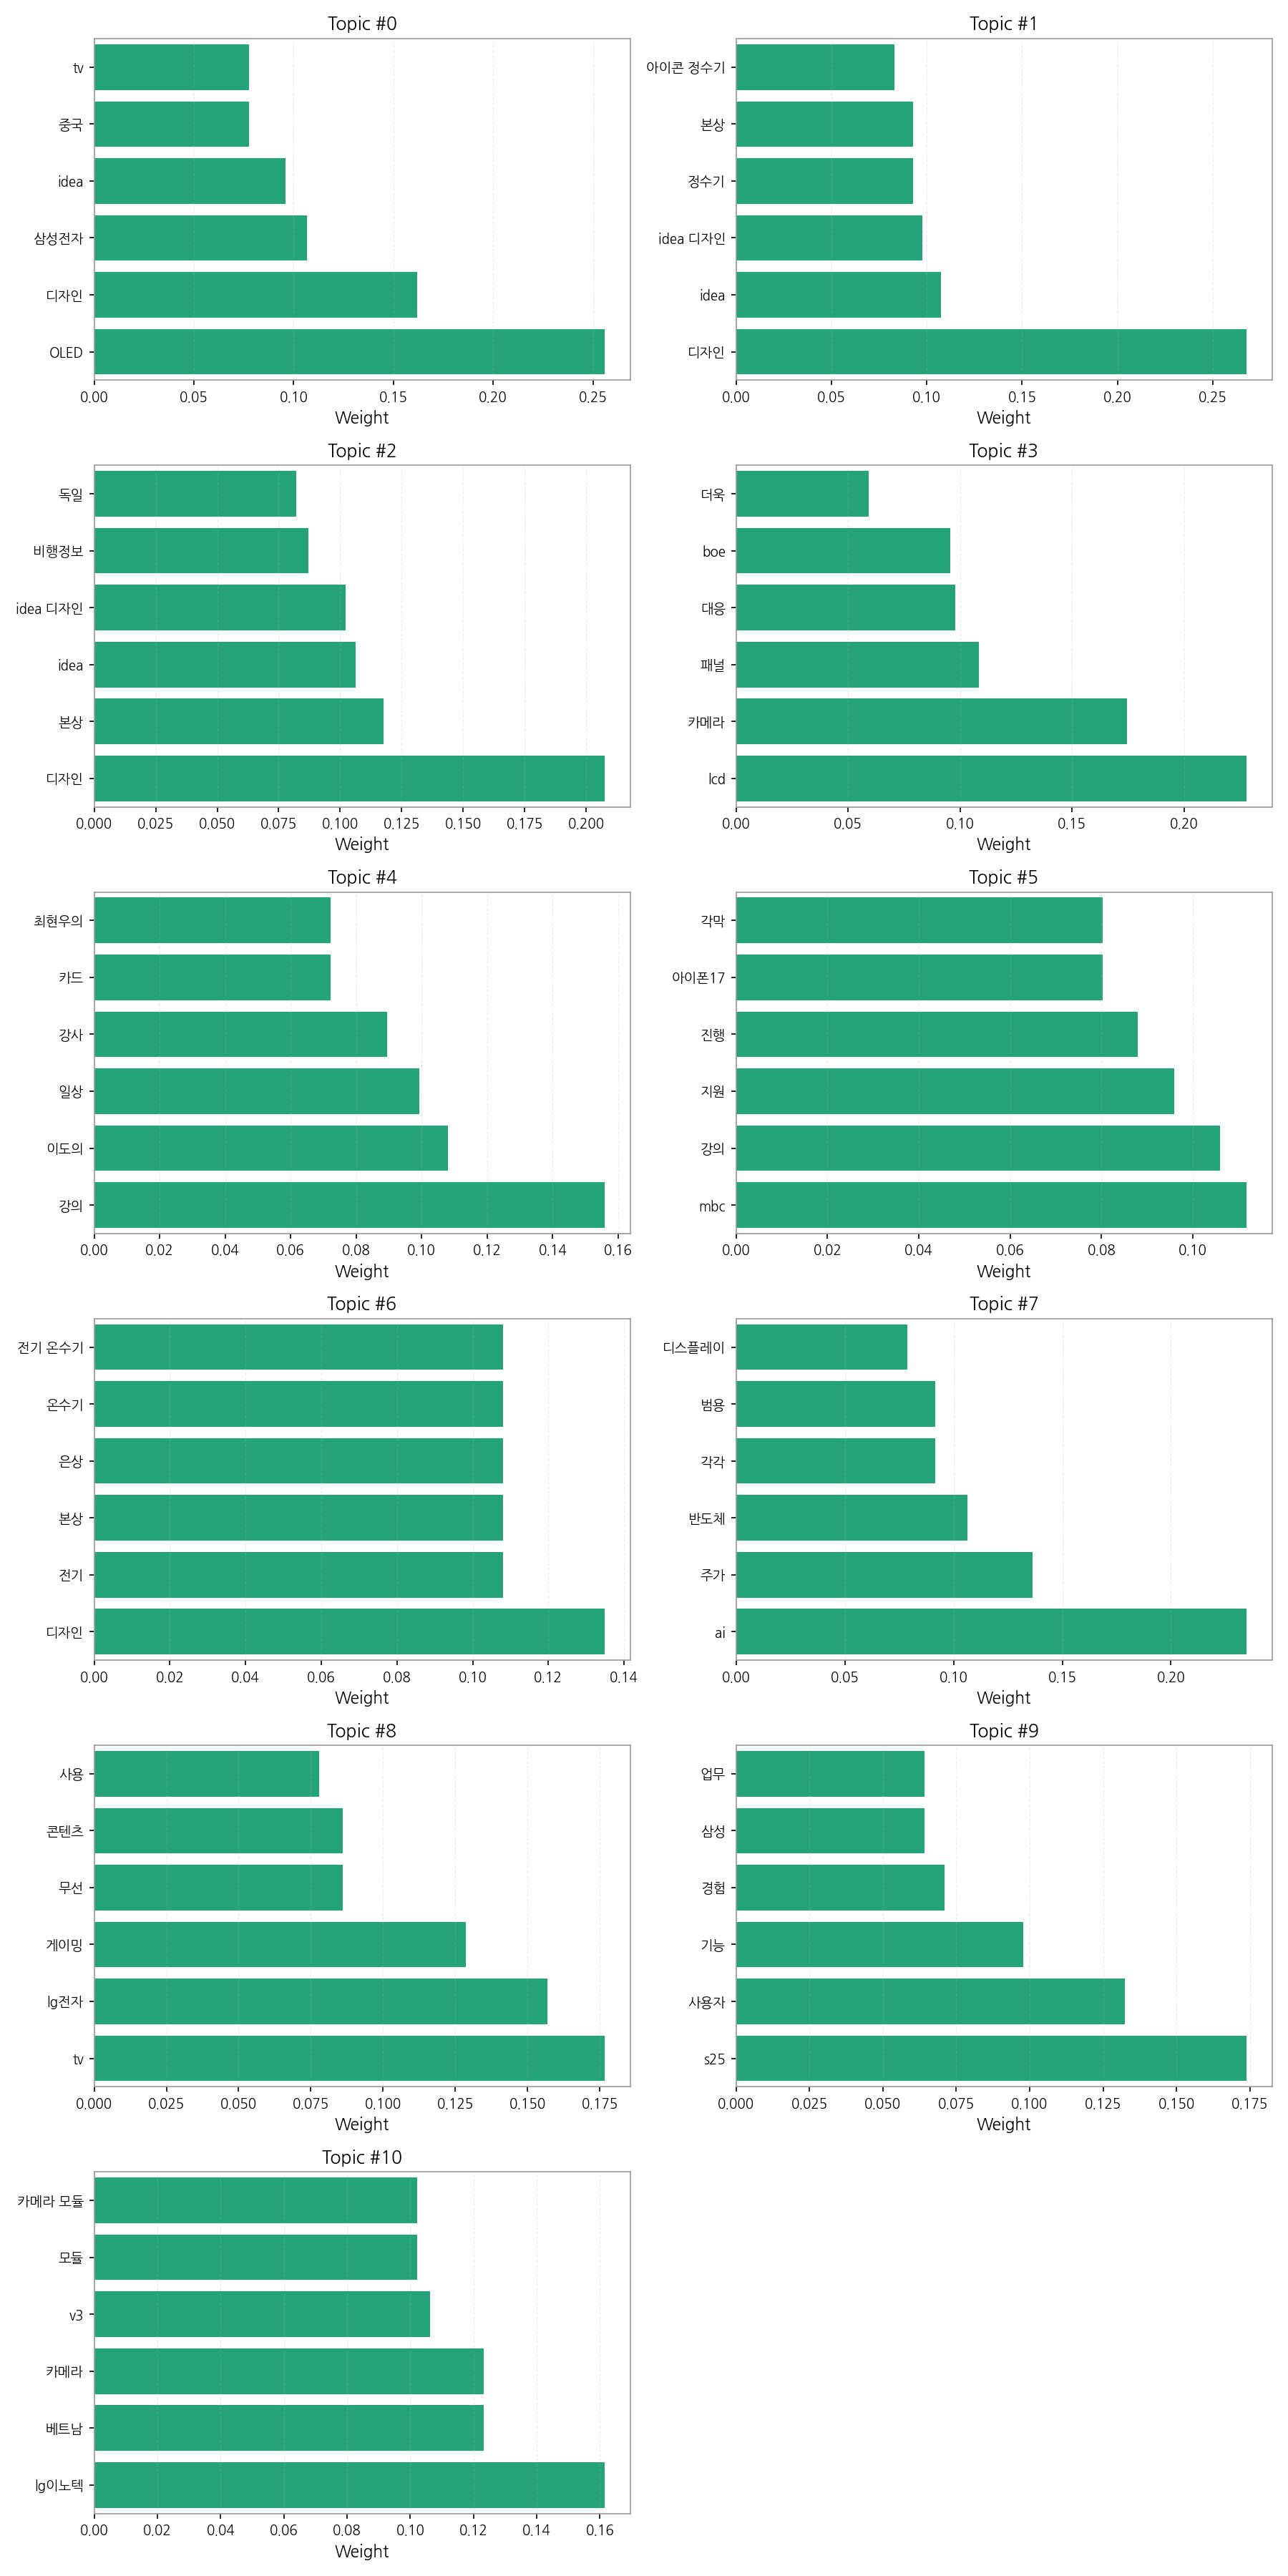 Topic #0
tv
중국
idea
삼성전자
디자인
OLED
0.00 0.05 0.10 0.15 0.20 0.25
Weight
Topic #1
아이콘 정수기
본상
정수기
idea 디자인
idea
디자인
0.00 0.05 0.10 0.15 0.20 0.25
Weight
Topic #2
독일
비행정보
idea 디자인
idea
본상
디자인
0.000 0.025 0.050 0.075 0.100 0.125 0.150 0.175 0.200
Weight
Topic #3
더욱
boe
대응
패널
카메라
lcd
0.00 0.05 0.10 0.15 0.20
Weight
Topic #4
최현우의
카드
강사
일상
이도의
강의
0.00 0.02 0.04 0.06 0.08 0.10 0.12 0.14 0.16
Weight
Topic #5
각막
아이폰17
진행
지원
강의
mbc
0.00 0.02 0.04 0.06 0.08 0.10
Weight
Topic #6
전기 온수기
온수기
은상
본상
전기
디자인
0.00 0.02 0.04 0.06 0.08 0.10 0.12 0.14
Weight
Topic #7
디스플레이
범용
각각
반도체
주가
ai
0.00 0.05 0.10 0.15 0.20
Weight
Topic #8
사용
콘텐츠
무선
게이밍
lg전자
tv
0.000 0.025 0.050 0.075 0.100 0.125 0.150 0.175
Weight
Topic #9
업무
삼성
경험
기능
사용자
s25
0.000 0.025 0.050 0.075 0.100 0.125 0.150 0.175
Weight
Topic #10
카메라 모듈
모듈
v3
카메라
베트남
lg이노텍
0.00 0.02 0.04 0.06 0.08 0.10 0.12 0.14 0.16
Weight